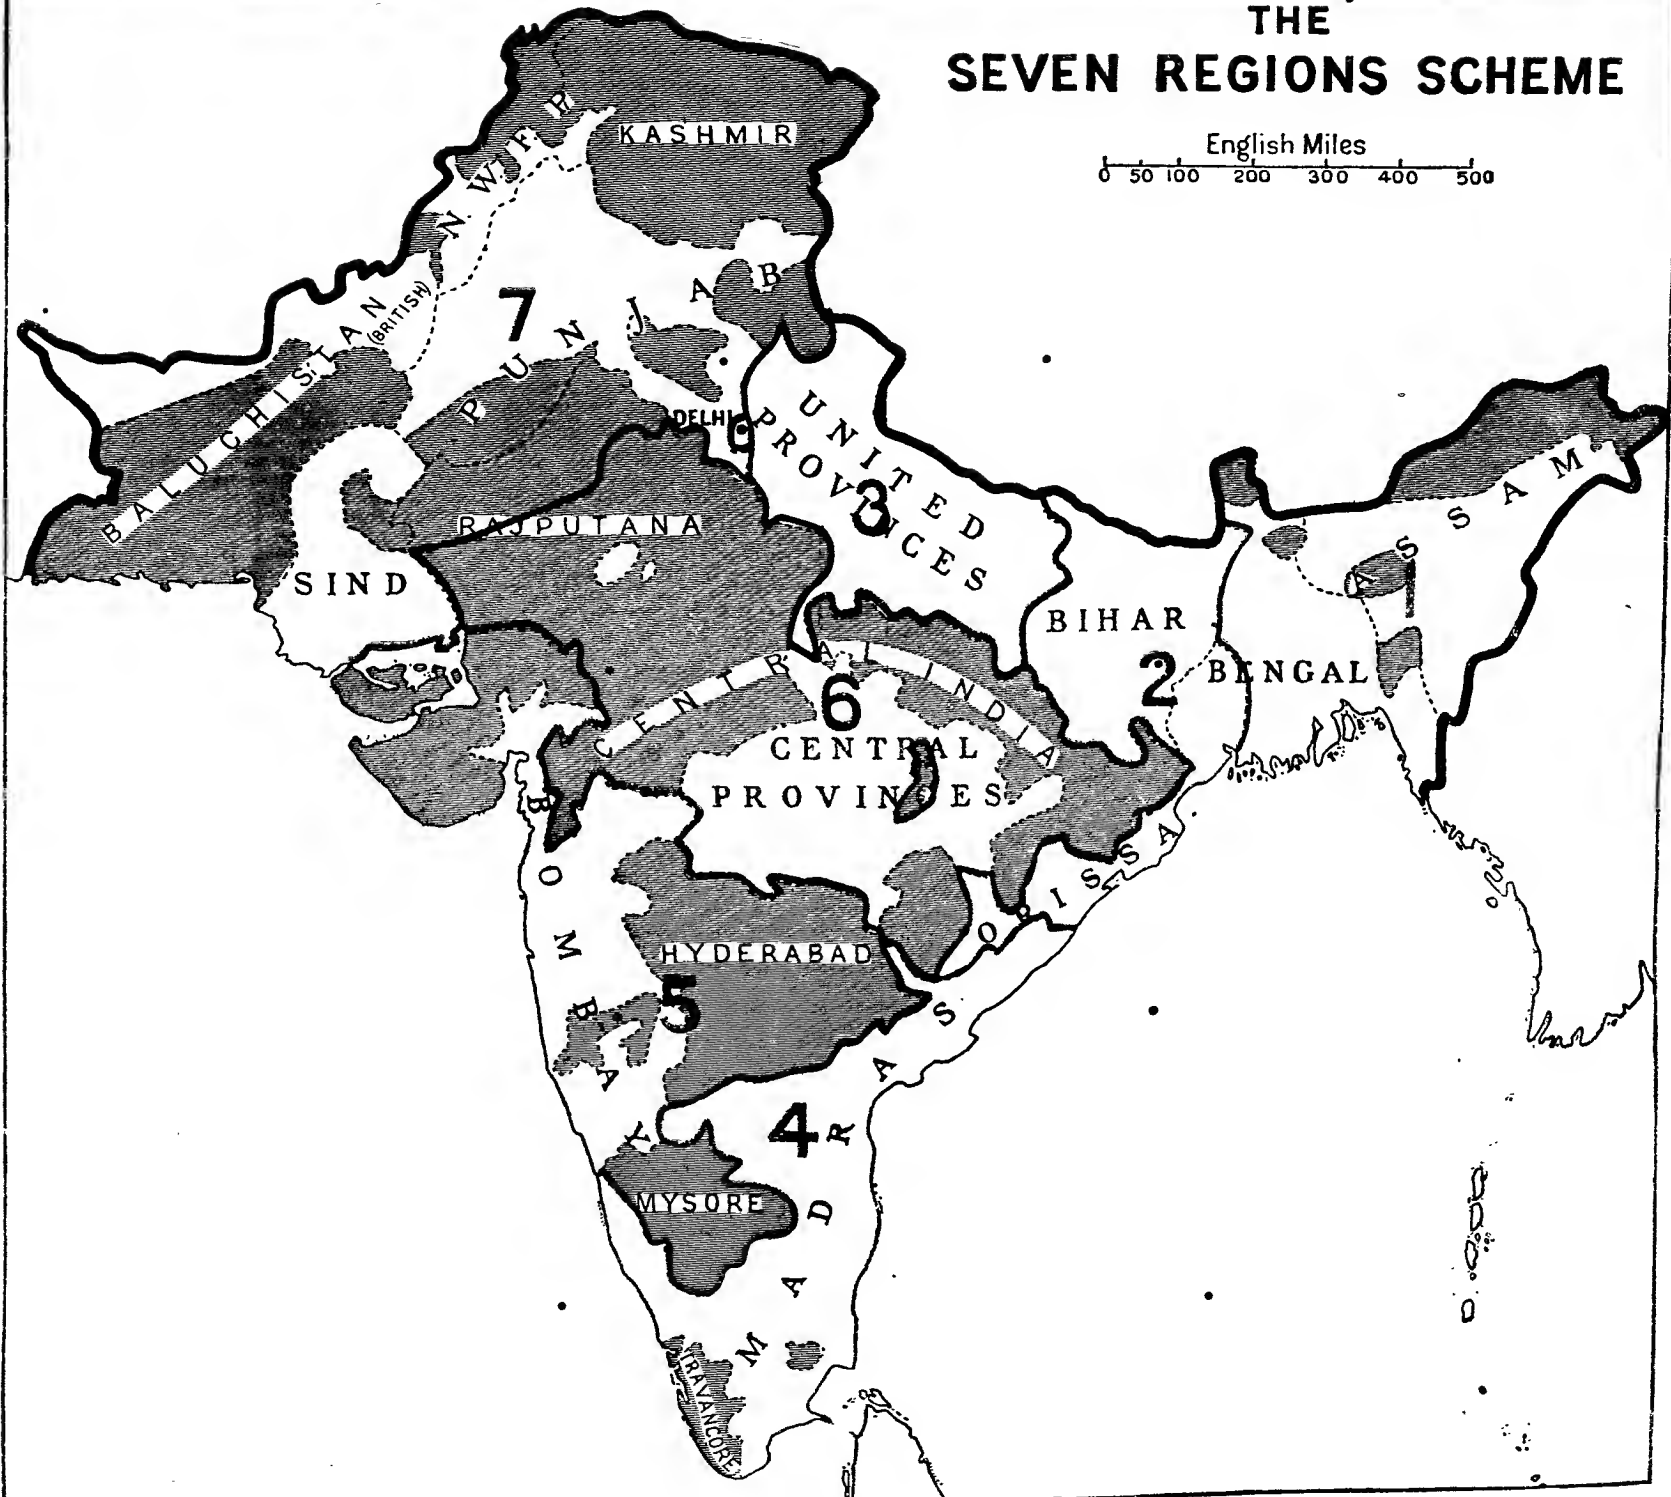 THE
SEVEN REGIONS SCHEME
English Miles
0 50 100 200 300 400 500
KASHMIR
N.W.F.P.
BALUCHISTAN
(BRITISH)
7
PUNJAB
DELHI
UNITED
PROVINCES
3
RAJPUTANA
SIND
ASSAM
1
BIHAR
2
BENGAL
CENTRAL INDIA
6
CENTRAL
PROVINCES
ORISSA
BOMBAY
HYDERABAD
5
4
MADRAS
MYSORE
TRAVANCORE